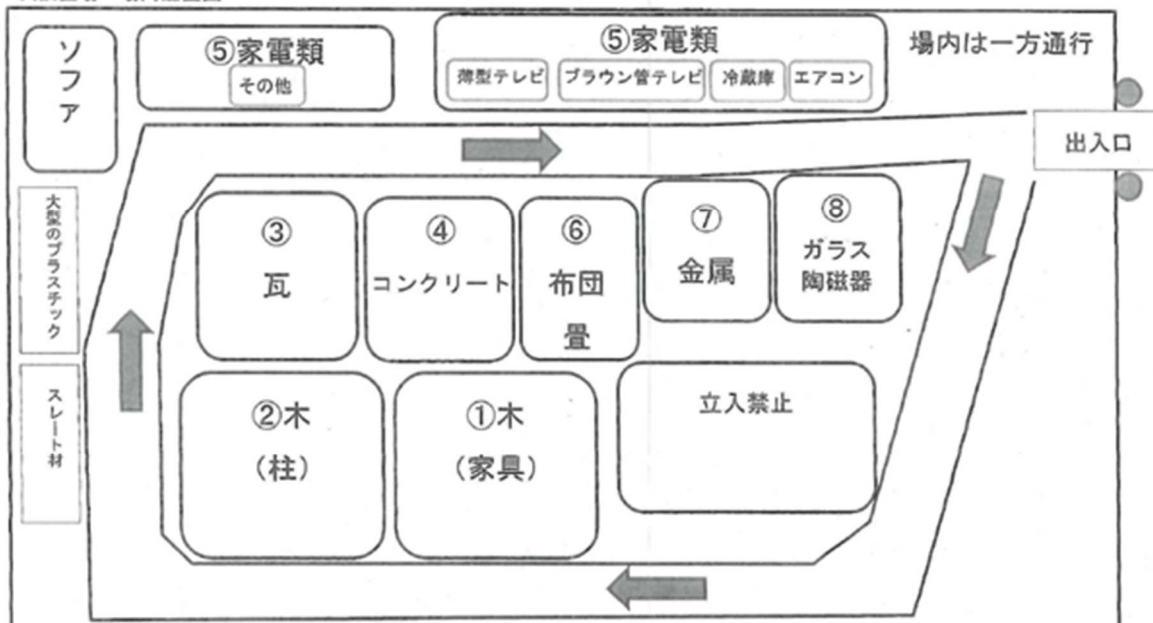 ソファ
⑤家電類
その他
⑤家電類
薄型テレビ
ブラウン管テレビ
冷蔵庫
エアコン
場内は一方通行
出入口
大型のプラスチック
スレート材
③
瓦
④
コンクリート
⑥
布団
畳
⑦
金属
⑧
ガラス
陶磁器
②木
(柱)
①木
(家具)
立入禁止